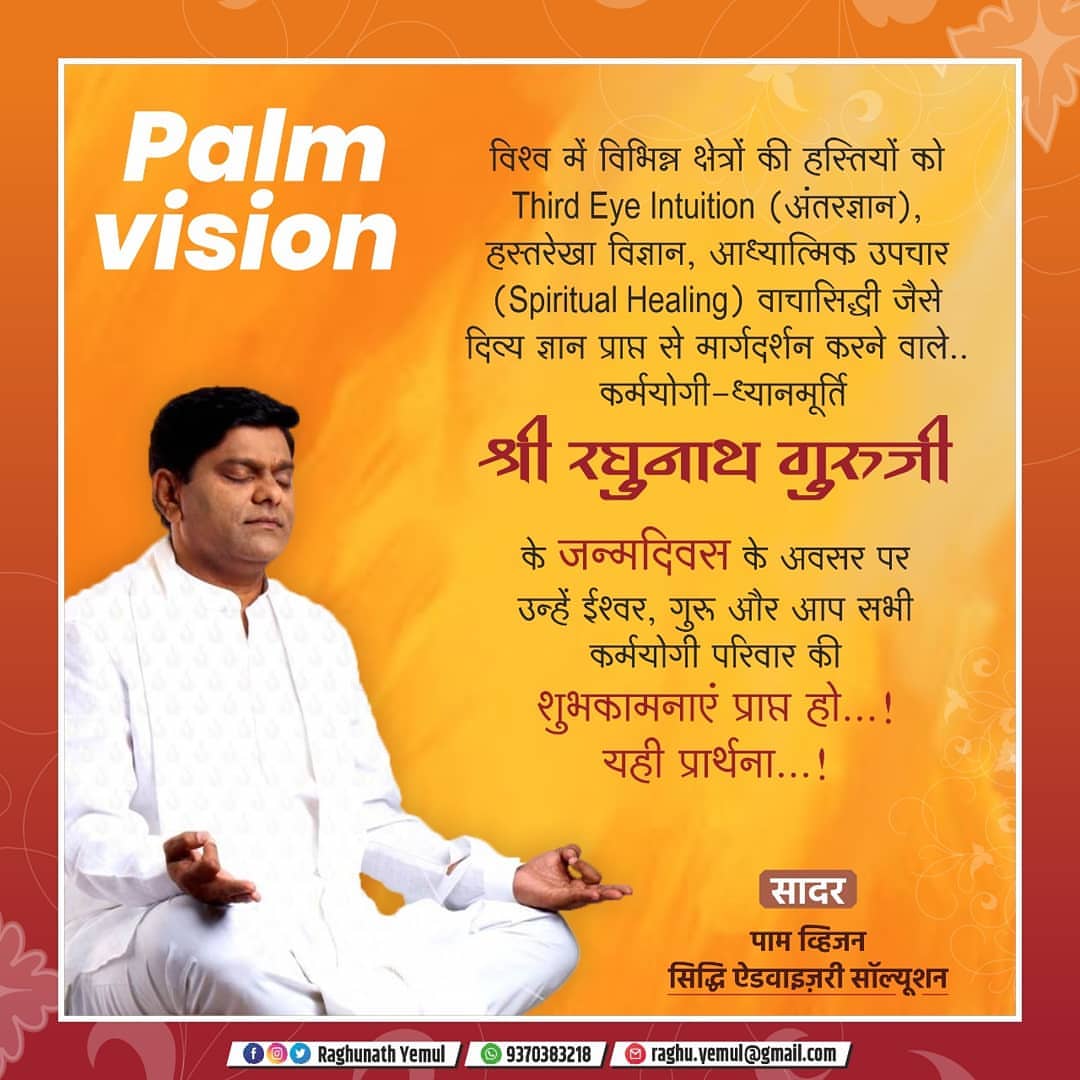 Palm
vision
विश्व में विभिन्न क्षेत्रों की हस्तियों को
Third Eye Intuition (अंतरज्ञान),
हस्तरेखा विज्ञान, आध्यात्मिक उपचार
(Spiritual Healing) वाचासिद्धी जैसे
दिव्य ज्ञान प्राप्त से मार्गदर्शन करने वाले..
कर्मयोगी-ध्यानमूर्ति
श्री रघुनाथ गुरुजी
के जन्मदिवस के अवसर पर
उन्हें ईश्वर, गुरू और आप सभी
कर्मयोगी परिवार की
शुभकामनाएं प्राप्त हो...!
यही प्रार्थना...!
सादर
पाम व्हिजन
सिद्धि ऐडवाइज़री सॉल्यूशन
Raghunath Yemul 9370383218 raghu.yemul@gmail.com